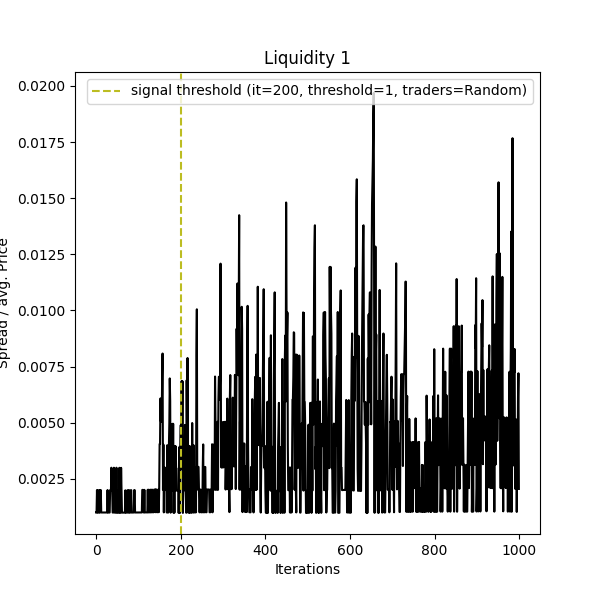 Liquidity 1
signal threshold (it=200, threshold=1, traders=Random)
0.0200
0.0175
0.0150
0.0125
0.0100
0.0075
0.0050
0.0025
Spread / avg. Price
0 200 400 600 800 1000
Iterations